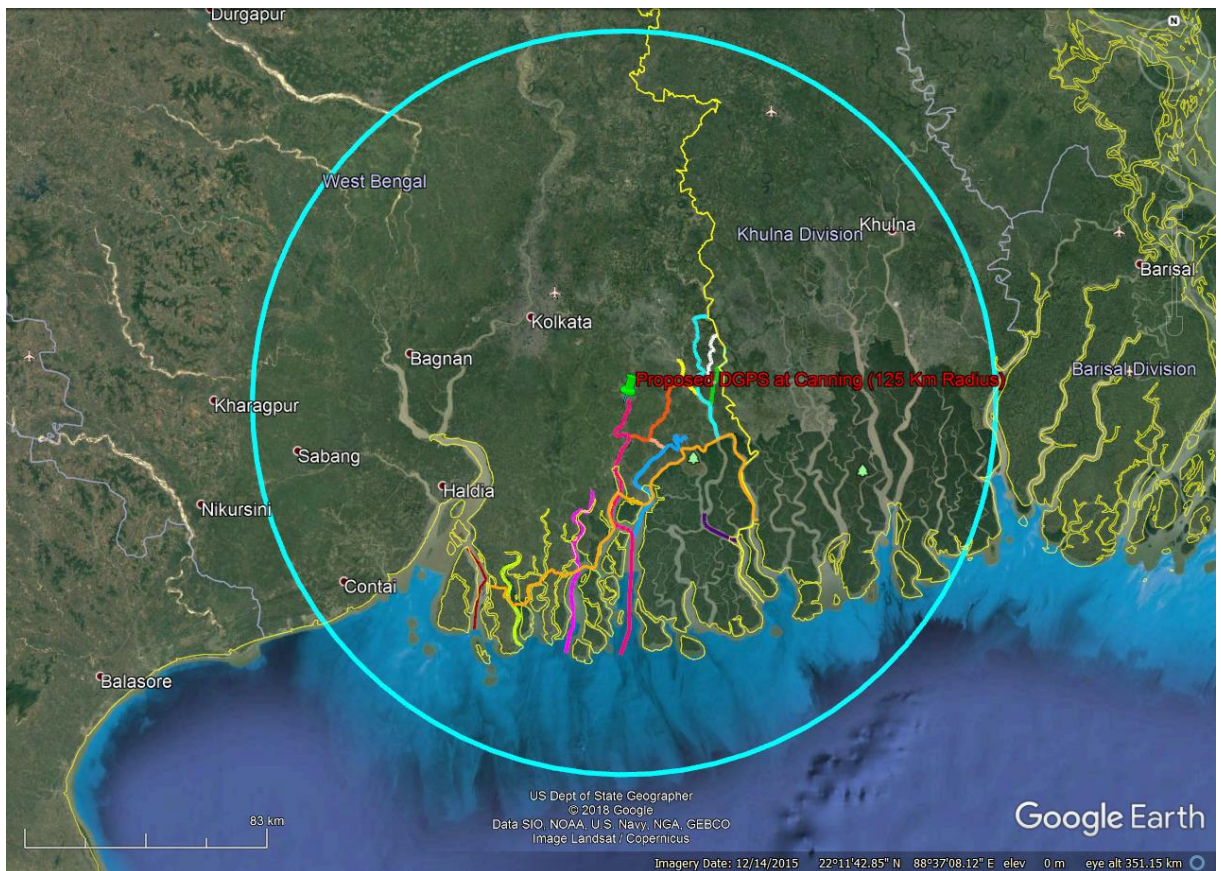 Durgapur
N
West Bengal
Khulna
Khulna Division
Barisal
Kolkata
Bagnan
Barisal Division
Proposed DGPS at Canning (125 Km Radius)
Kharagpur
Sabang
Haldia
Nikursini
Contai
Balasore
US Dept of State Geographer
© 2018 Google
Data SIO, NOAA, U.S. Navy, NGA, GEBCO
Image Landsat / Copernicus
83 km
Google Earth
Imagery Date: 12/14/2015 22°11'42.85" N 88°37'08.12" E elev 0 m eye alt 351.15 km